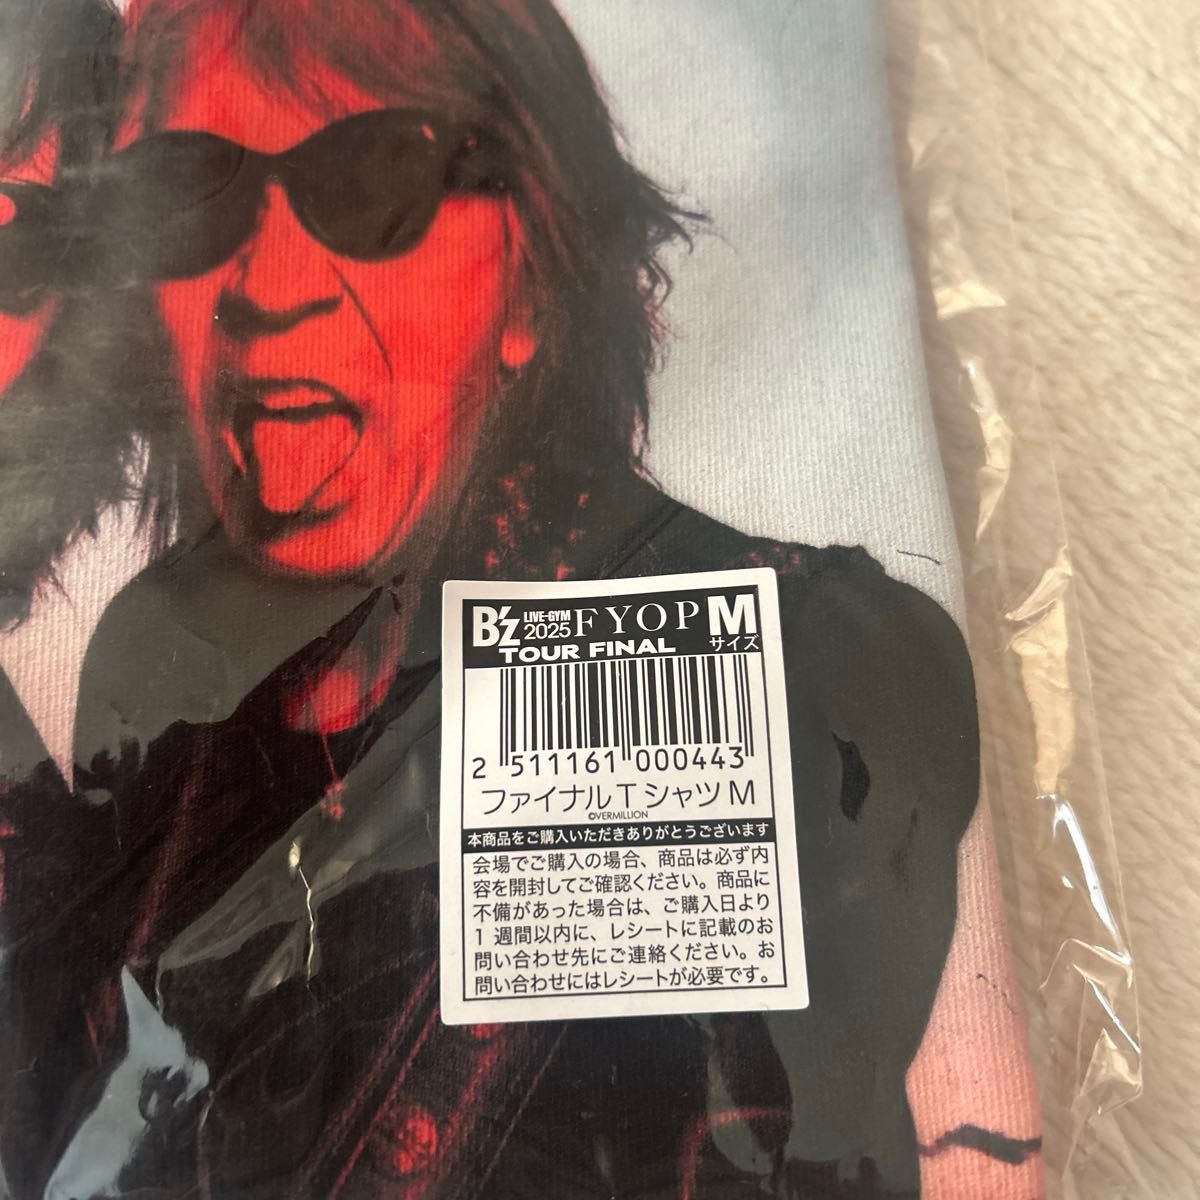 B'z LIVE-GYM 2025 FYOP M
TOUR FINAL サイズ
2 511161 000443
ファイナルTシャツ M
©VERMILLION
本商品をご購入いただきありがとうございます
会場でご購入の場合、商品は必ず内
容を開封してご確認ください。商品に
不備があった場合は、ご購入日より
1週間以内に、レシートに記載のお
問い合わせ先にご連絡ください。お
問い合わせにはレシートが必要です。